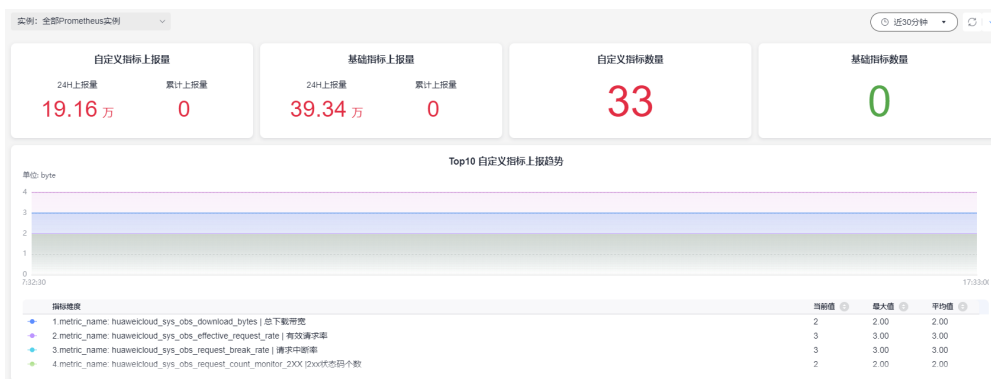 实例: 全部Prometheus实例
近30分钟
自定义指标上报量
24H上报量 累计上报量
19.16 万 0
基础指标上报量
24H上报量 累计上报量
39.34 万 0
自定义指标数量
33
基础指标数量
0
Top10 自定义指标上报趋势
单位: byte
4
3
2
1
0
7:32:30 17:33:0
指标维度 当前值 最大值 平均值
1.metric_name: huaweicloud_sys_obs_download_bytes | 总下载带宽 2 2.00 2.00
2.metric_name: huaweicloud_sys_obs_effective_request_rate | 有效请求率 3 3.00 3.00
3.metric_name: huaweicloud_sys_obs_request_break_rate | 请求中断率 3 3.00 3.00
4.metric_name: huaweicloud_sys_obs_request_count_monitor_2XX |2xx状态码个数 2 2.00 2.00